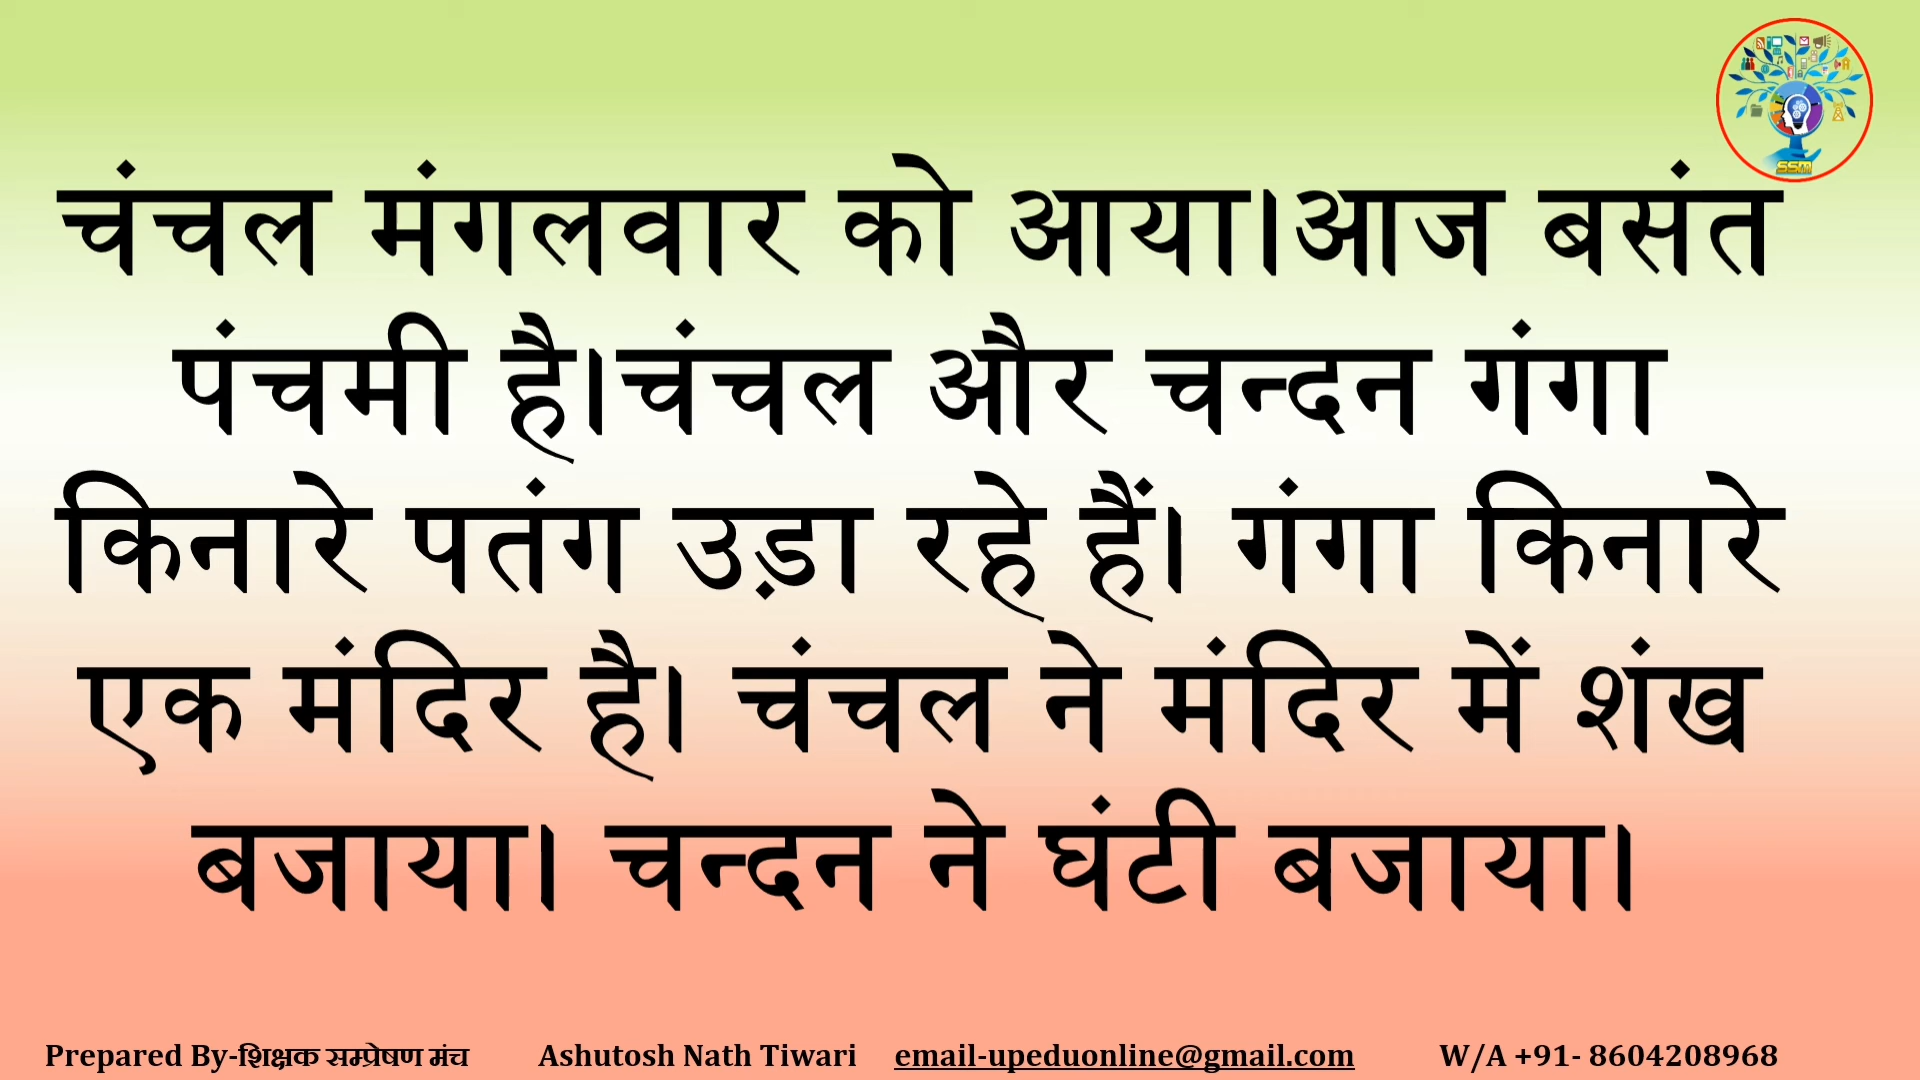 SSM
चंचल मंगलवार को आया।आज बसंत
पंचमी है।चंचल और चन्दन गंगा
किनारे पतंग उड़ा रहे हैं। गंगा किनारे
एक मंदिर है। चंचल ने मंदिर में शंख
बजाया। चन्दन ने घंटी बजाया।
Prepared By-शिक्षक सम्प्रेषण मंच Ashutosh Nath Tiwari email-upeduonline@gmail.com W/A +91- 8604208968